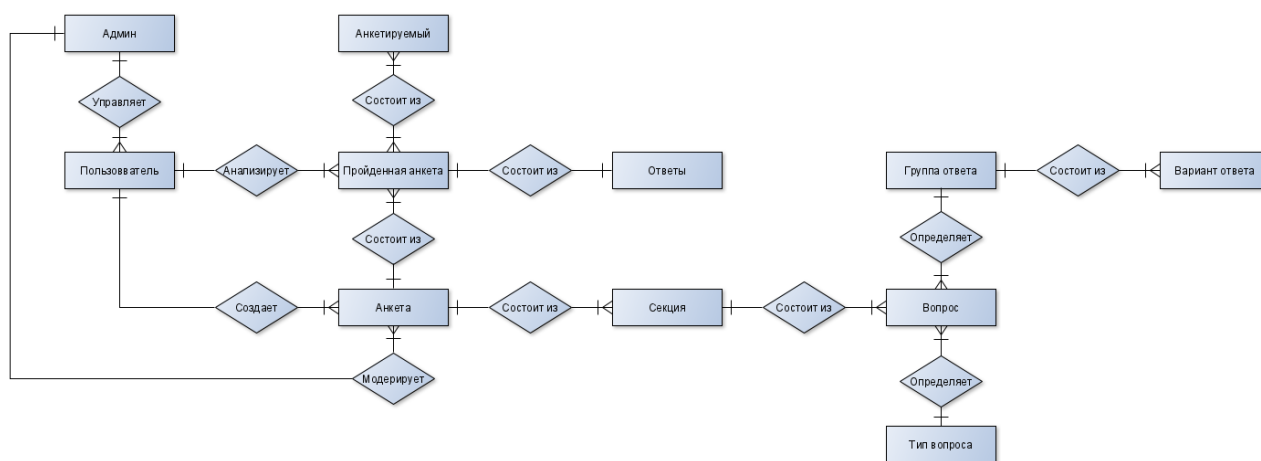 Админ
Анкетируемый
Управляет
Состоит из
Пользовватель
Анализирует
Пройденная анкета
Состоит из
Ответы
Группа ответа
Состоит из
Вариант ответа
Состоит из
Определяет
Создает
Анкета
Состоит из
Секция
Состоит из
Вопрос
Модерирует
Определяет
Тип вопроса